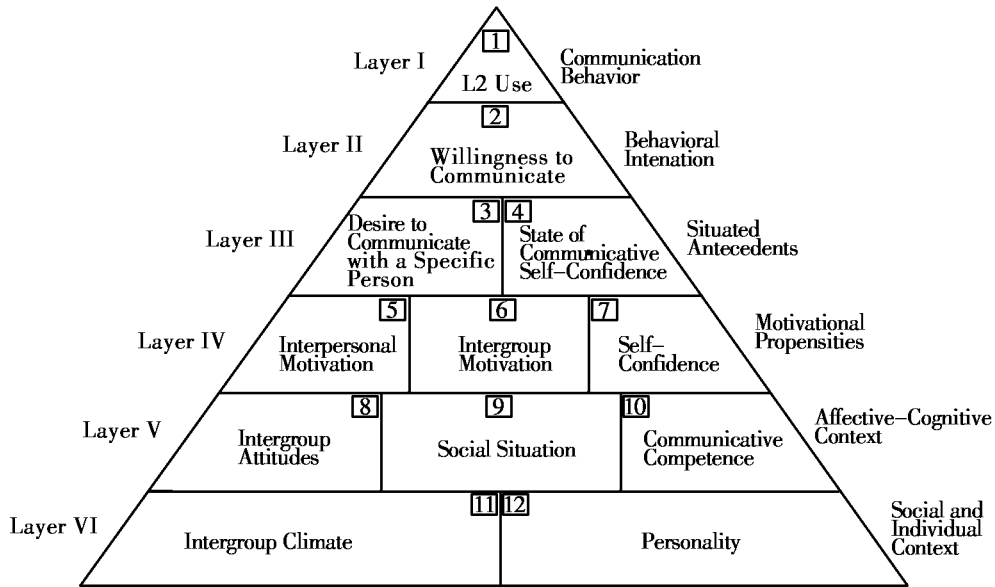 1
Layer I
L2 Use
Communication
Behavior
2
Layer II
Willingness to
Communicate
Behavioral
Intenation
3
4
Layer III
Desire to
Communicate
with a Specific
Person
State of
Communicative
Self-Confidence
Situated
Antecedents
5
6
7
Layer IV
Interpersonal
Motivation
Intergroup
Motivation
Self-
Confidence
Motivational
Propensities
8
9
10
Layer V
Intergroup
Attitudes
Social Situation
Communicative
Competence
Affective-Cognitive
Context
11
12
Layer VI
Intergroup Climate
Personality
Social and
Individual
Context